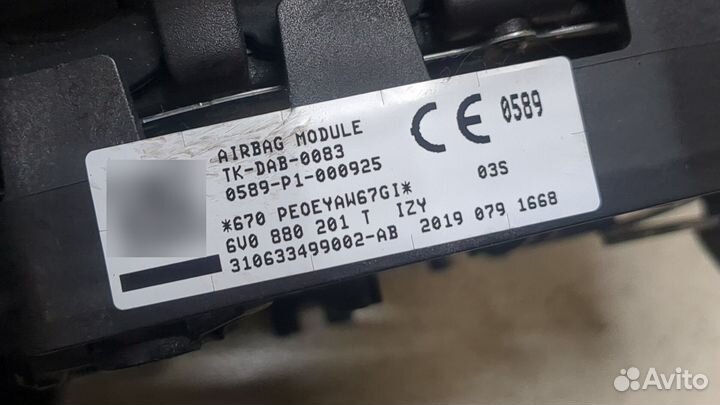 AIRBAG MODULE
TK-DAB-0083
0589-P1-000925
CE 0589
03S
*670 PEOEYAW67GI*
6V0 880 201 T IZY
310633499002-AB 2019 079 1668
Avito